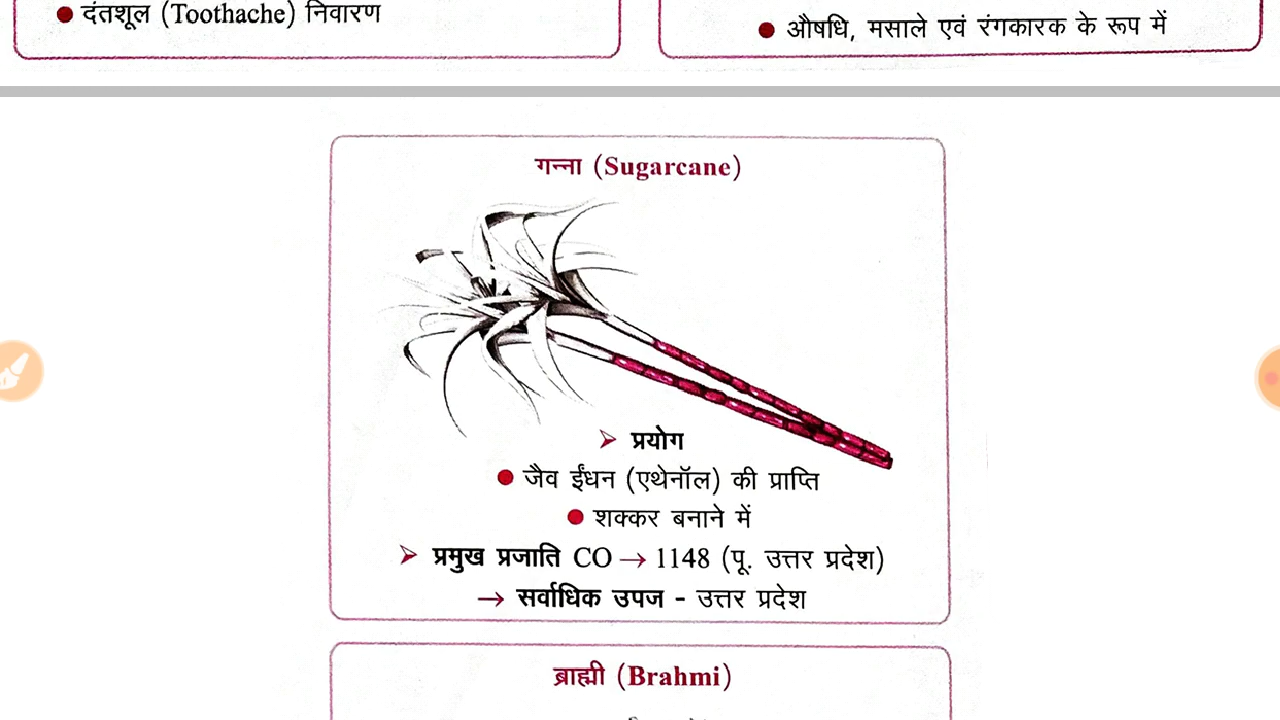 ● दंतशूल (Toothache) निवारण
● औषधि, मसाले एवं रंगकारक के रूप में
गन्ना (Sugarcane)
➢ प्रयोग
● जैव ईंधन (एथेनॉल) की प्राप्ति
● शक्कर बनाने में
➢ प्रमुख प्रजाति CO → 1148 (पू. उत्तर प्रदेश)
→ सर्वाधिक उपज - उत्तर प्रदेश
ब्राह्मी (Brahmi)